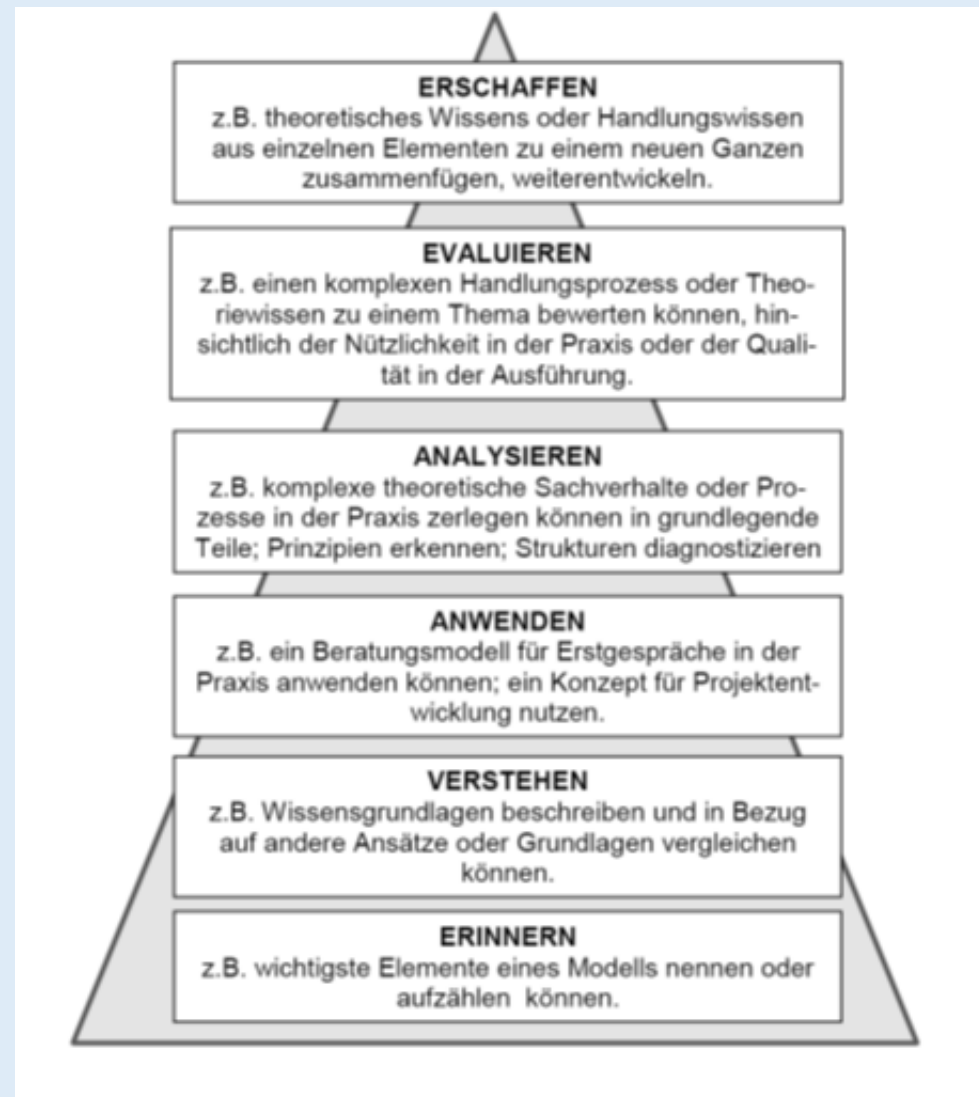 ERSCHAFFEN
z.B. theoretisches Wissens oder Handlungswissen
aus einzelnen Elementen zu einem neuen Ganzen
zusammenfügen, weiterentwickeln.
EVALUIEREN
z.B. einen komplexen Handlungsprozess oder Theo-
riewissen zu einem Thema bewerten können, hin-
sichtlich der Nützlichkeit in der Praxis oder der Quali-
tät in der Ausführung.
ANALYSIEREN
z.B. komplexe theoretische Sachverhalte oder Pro-
zesse in der Praxis zerlegen können in grundlegende
Teile; Prinzipien erkennen; Strukturen diagnostizieren
ANWENDEN
z.B. ein Beratungsmodell für Erstgespräche in der
Praxis anwenden können; ein Konzept für Projektent-
wicklung nutzen.
VERSTEHEN
z.B. Wissensgrundlagen beschreiben und in Bezug
auf andere Ansätze oder Grundlagen vergleichen
können.
ERINNERN
z.B. wichtigste Elemente eines Modells nennen oder
aufzählen können.